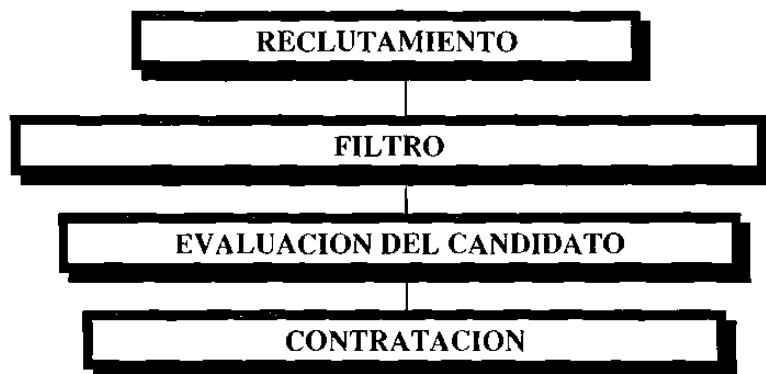 RECLUTAMIENTO
FILTRO
EVALUACION DEL CANDIDATO
CONTRATACION